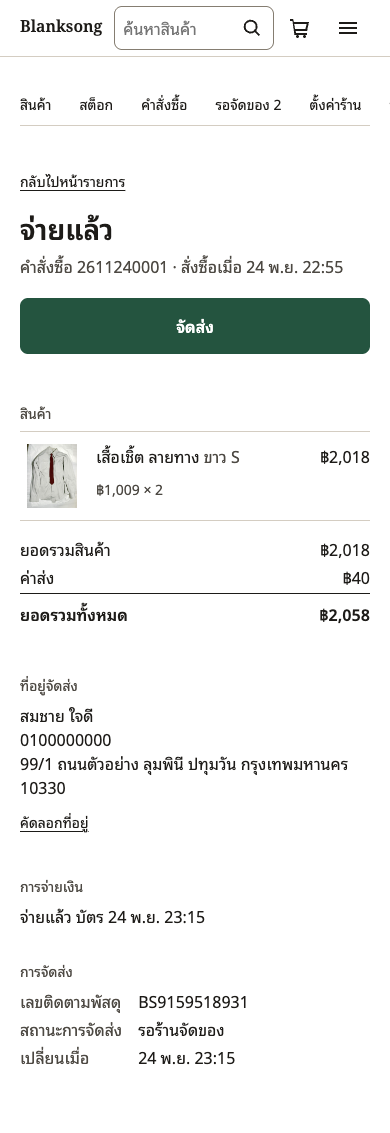 Blanksong
ค้นหาสินค้า
สินค้า
สต็อก
คำสั่งซื้อ
รอจัดของ 2
ตั้งค่าร้าน
กลับไปหน้ารายการ
จ่ายแล้ว
คำสั่งซื้อ 2611240001 · สั่งซื้อเมื่อ 24 พ.ย. 22:55
จัดส่ง
สินค้า
เสื้อเชิ้ต ลายทาง ขาว S ฿2,018
฿1,009 × 2
ยอดรวมสินค้า ฿2,018
ค่าส่ง ฿40
ยอดรวมทั้งหมด ฿2,058
ที่อยู่จัดส่ง
สมชาย ใจดี
0100000000
99/1 ถนนตัวอย่าง ลุมพินี ปทุมวัน กรุงเทพมหานคร
10330
คัดลอกที่อยู่
การจ่ายเงิน
จ่ายแล้ว บัตร 24 พ.ย. 23:15
การจัดส่ง
เลขติดตามพัสดุ BS9159518931
สถานะการจัดส่ง รอร้านจัดของ
เปลี่ยนเมื่อ 24 พ.ย. 23:15